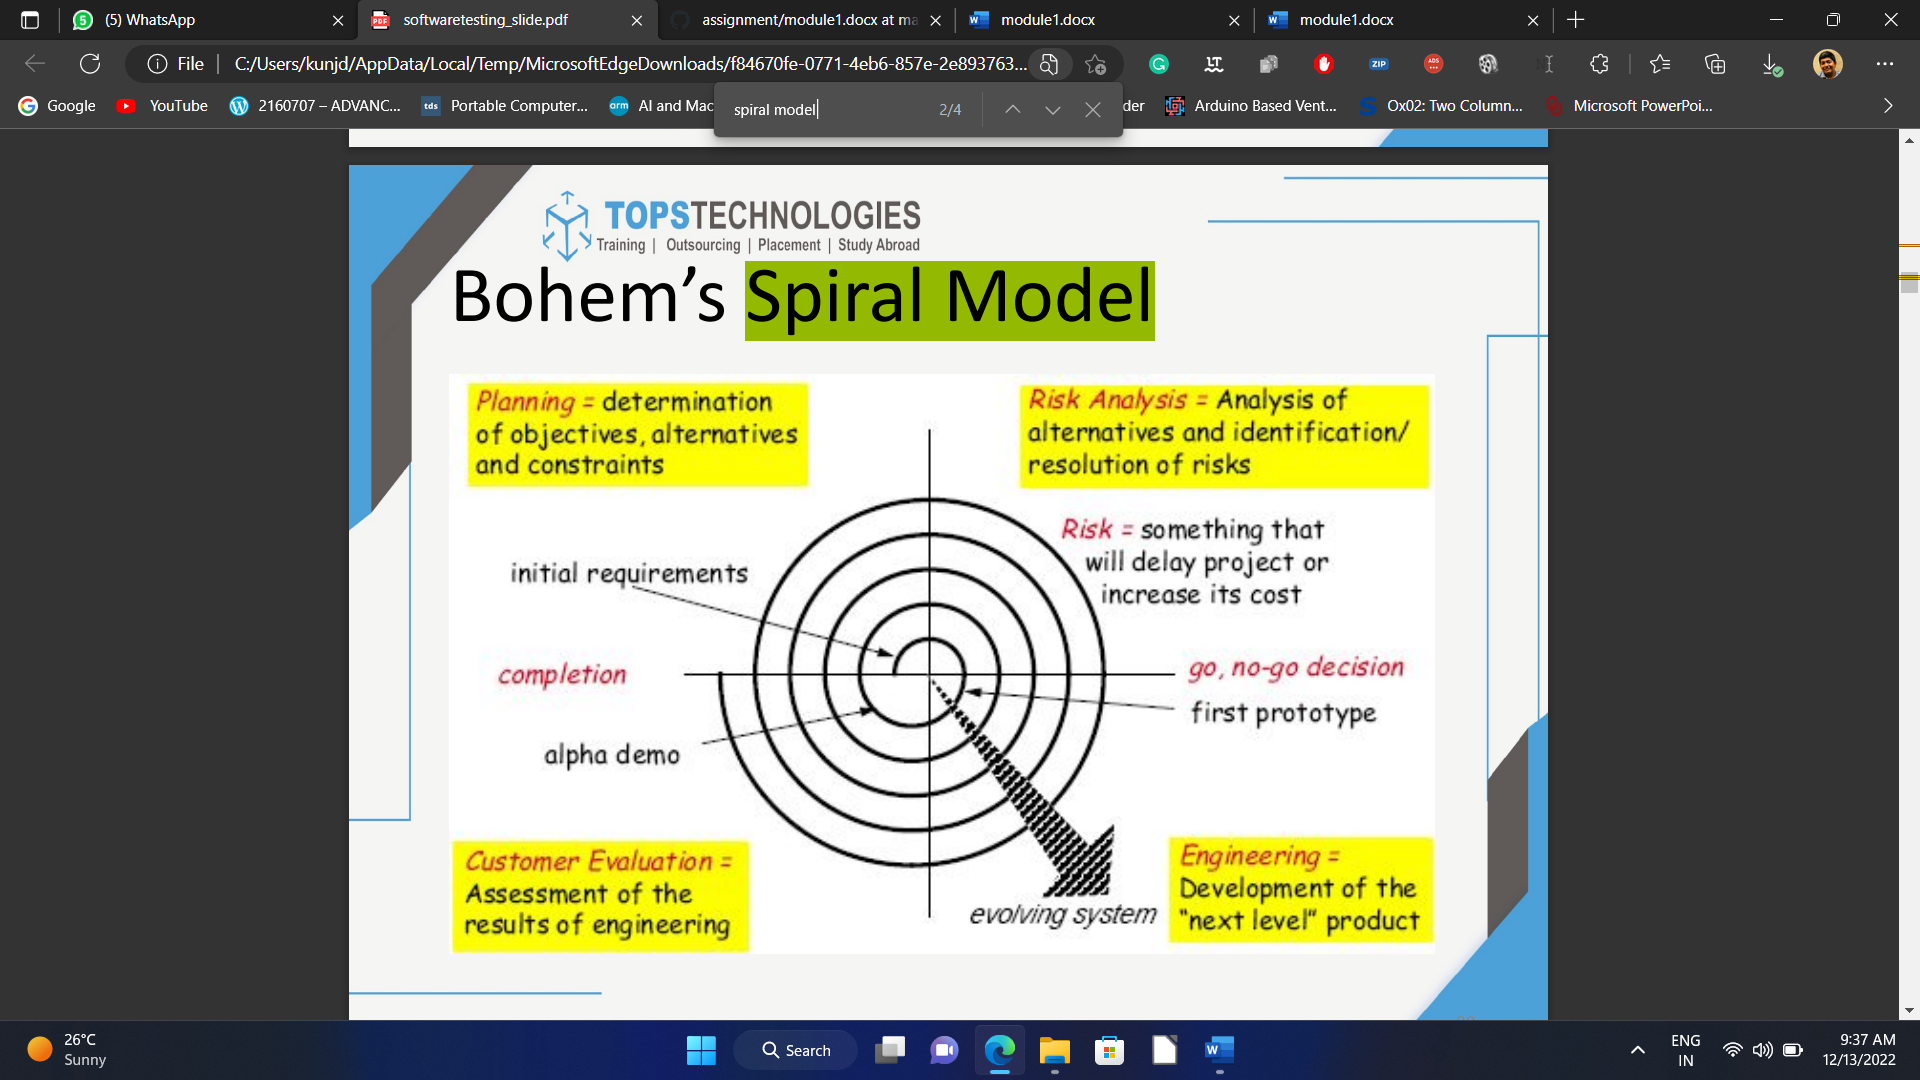 (5) WhatsApp
softwaretesting_slide.pdf
assignment/module1.docx at ma
module1.docx
module1.docx
File
C:/Users/kunjd/AppData/Local/Temp/MicrosoftEdgeDownloads/f84670fe-0771-4eb6-857e-2e893763...
Google
YouTube
2160707 – ADVANC...
tds
Portable Computer...
arm
AI and Mac
der
Arduino Based Vent...
Ox02: Two Column...
Microsoft PowerPoi...
spiral model
2/4
TOPSTECHNOLOGIES
Training | Outsourcing | Placement | Study Abroad
Bohem’s Spiral Model
Planning = determination
of objectives, alternatives
and constraints
Risk Analysis = Analysis of
alternatives and identification/
resolution of risks
Risk = something that
will delay project or
increase its cost
initial requirements
completion
go, no-go decision
first prototype
alpha demo
Customer Evaluation =
Assessment of the
results of engineering
evolving system
Engineering =
Development of the
“next level” product
26°C
Sunny
Search
ENG
IN
9:37 AM
12/13/2022